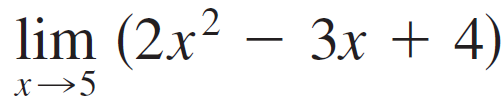 lim (2x² − 3x + 4)
x→5